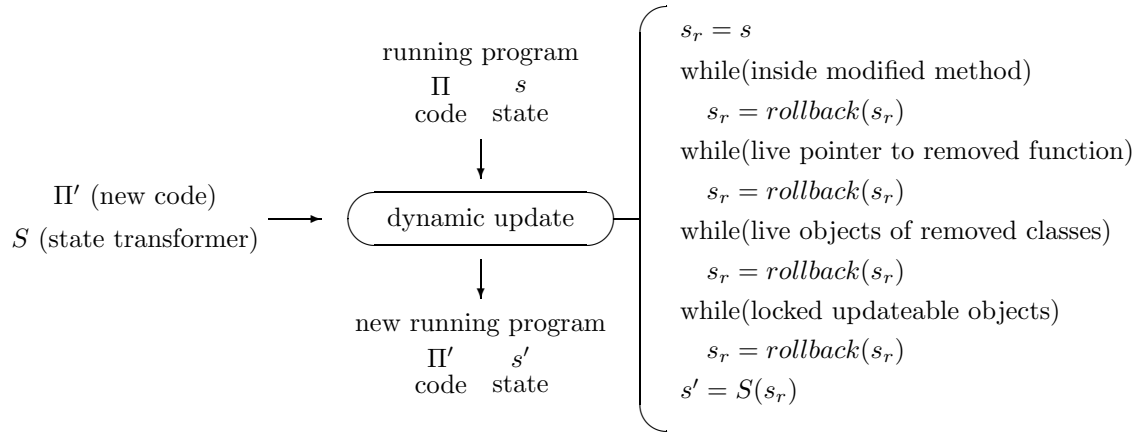 running program
Π s
code state
Π′ (new code)
S (state transformer)
dynamic update
new running program
Π′ s′
code state
s_r = s
while(inside modified method)
s_r = rollback(s_r)
while(live pointer to removed function)
s_r = rollback(s_r)
while(live objects of removed classes)
s_r = rollback(s_r)
while(locked updateable objects)
s_r = rollback(s_r)
s′ = S(s_r)